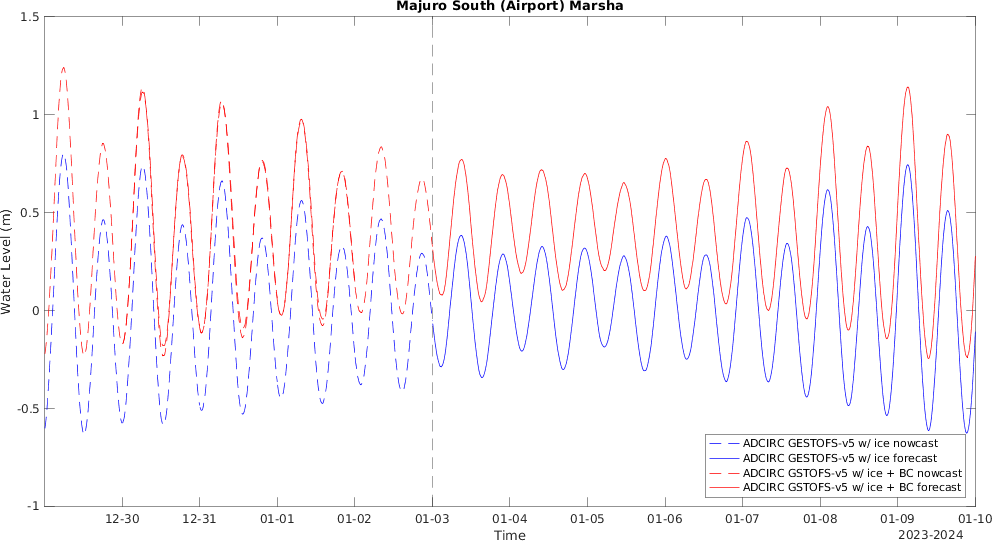 Majuro South (Airport) Marsha
1.5
1
0.5
0
-0.5
-1
Water Level (m)
ADCIRC GESTOFS-v5 w/ ice nowcast
ADCIRC GESTOFS-v5 w/ ice forecast
ADCIRC GSTOFS-v5 w/ ice + BC nowcast
ADCIRC GSTOFS-v5 w/ ice + BC forecast
12-30 12-31 01-01 01-02 01-03 01-04 01-05 01-06 01-07 01-08 01-09 01-10
Time
2023-2024